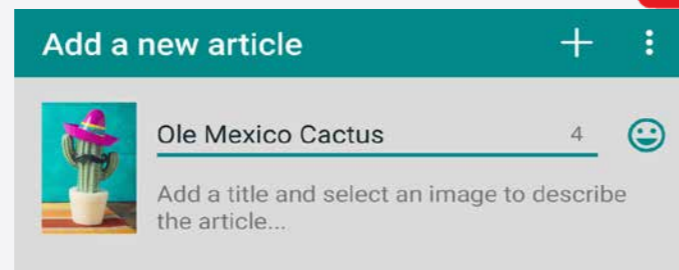 Add a new article
Ole Mexico Cactus 4
Add a title and select an image to describe
the article...